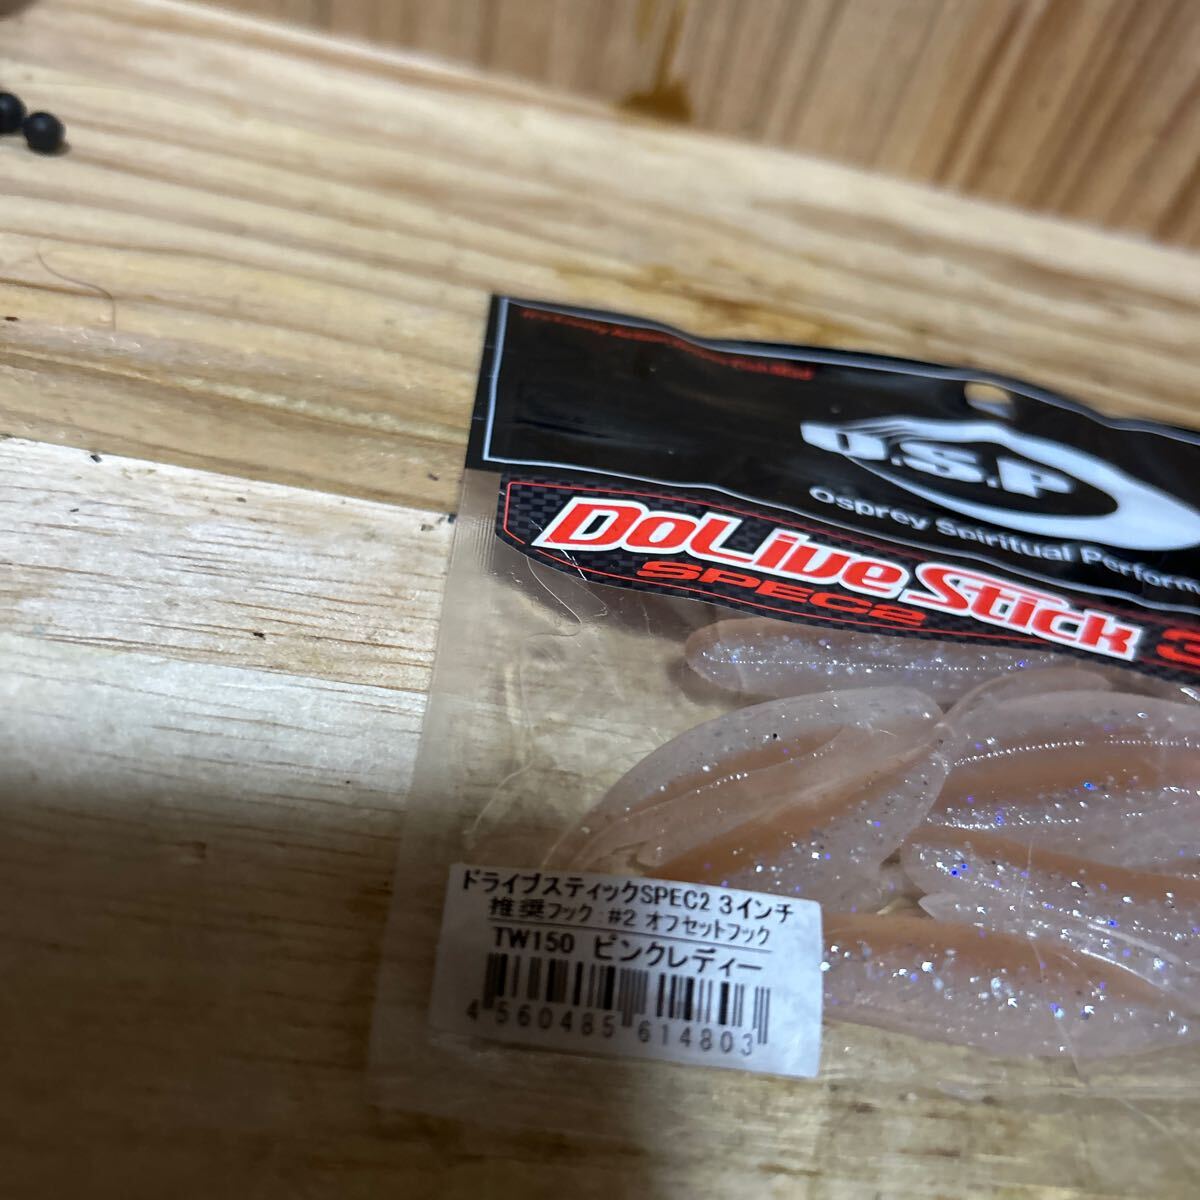 O.S.P
Osprey Spiritual Perform
DoLive Stick 3
SPEC2
ドライブスティックSPEC2 3インチ
推奨フック:#2 オフセットフック
TW150 ピンクレディー
4 560485 614803